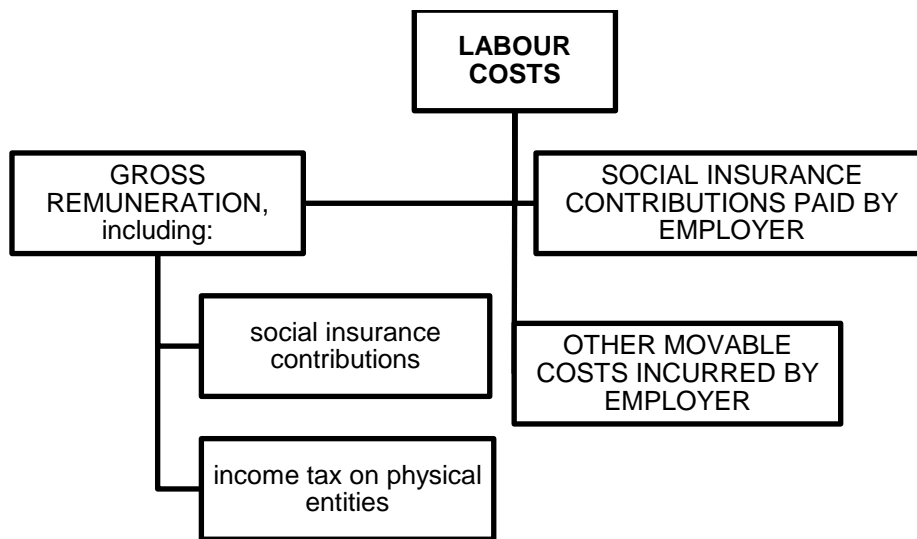 LABOUR
COSTS
GROSS
REMUNERATION,
including:
SOCIAL INSURANCE
CONTRIBUTIONS PAID BY
EMPLOYER
social insurance
contributions
OTHER MOVABLE
COSTS INCURRED BY
EMPLOYER
income tax on physical
entities